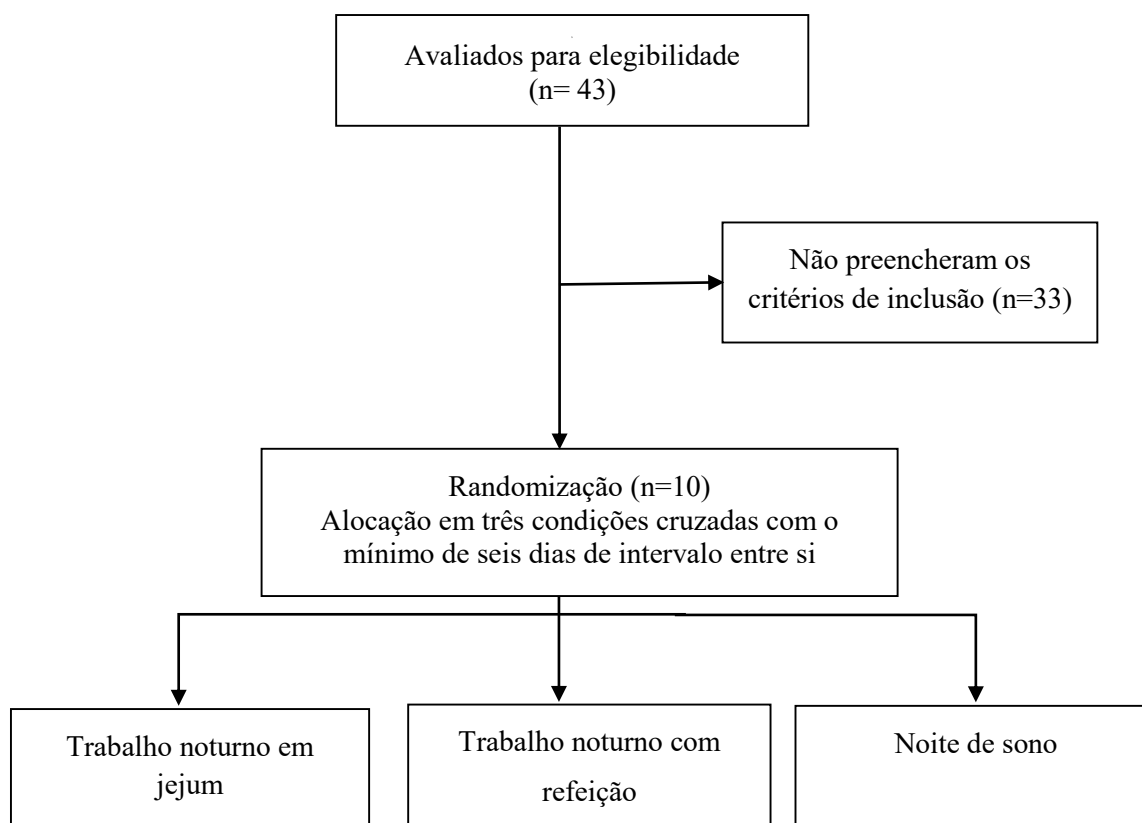 Avaliados para elegibilidade
(n= 43)
Não preencheram os
critérios de inclusão (n=33)
Randomização (n=10)
Alocação em três condições cruzadas com o
mínimo de seis dias de intervalo entre si
Trabalho noturno em
jejum
Trabalho noturno com
refeição
Noite de sono